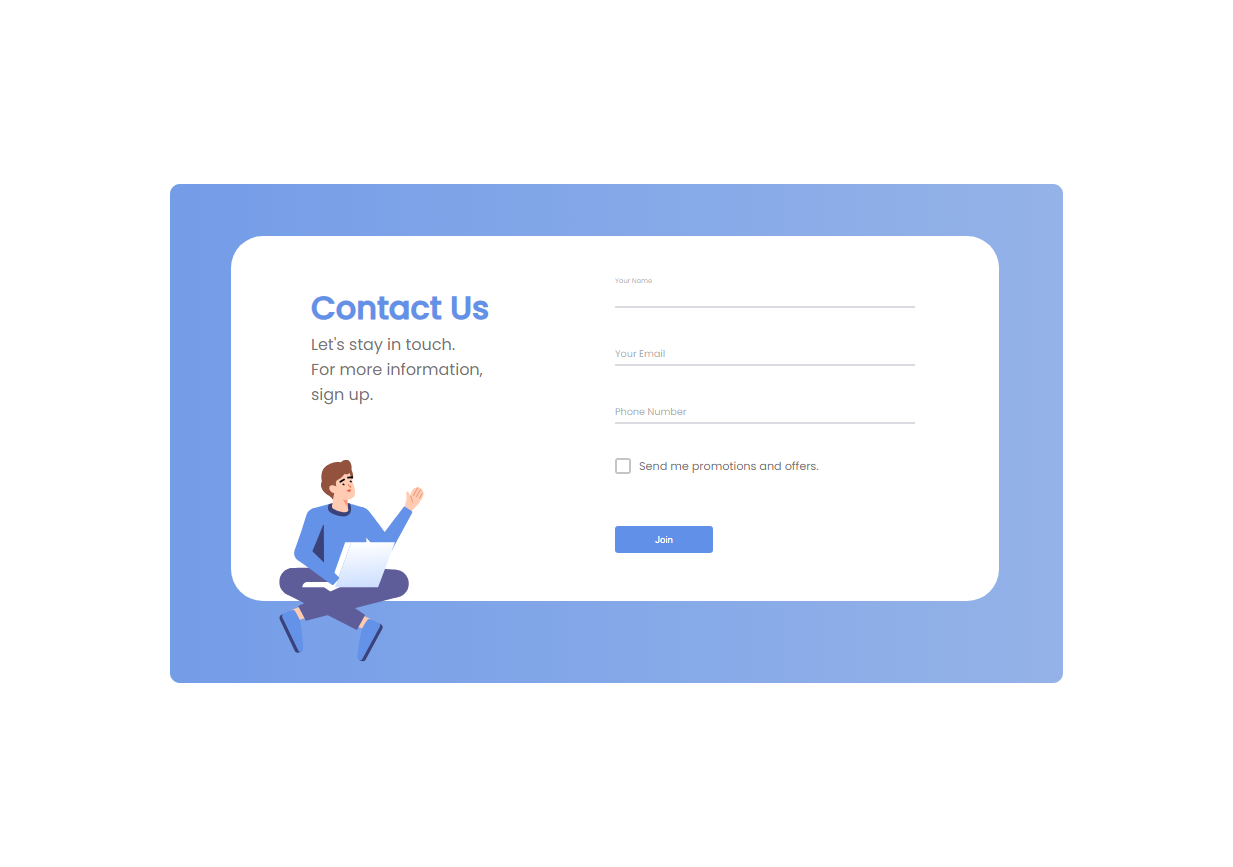 Contact Us
Let's stay in touch.
For more information,
sign up.
Your Name
Your Email
Phone Number
Send me promotions and offers.
Join